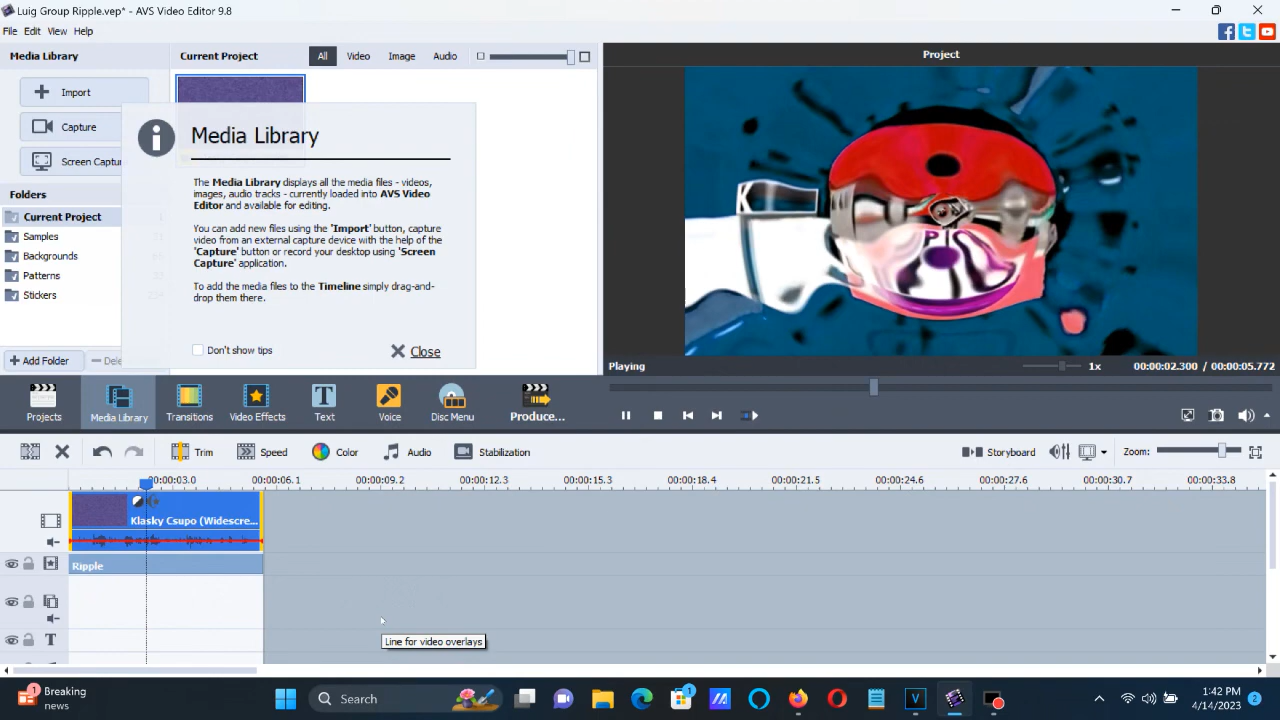 Luig Group Ripple.vep* - AVS Video Editor 9.8
File Edit View Help
Media Library
Current Project
All Video Image Audio
Project
Import
Capture
Screen Captu
Folders
Current Project 1
Samples
Backgrounds
Patterns
Stickers
Add Folder
Dele
Media Library
The Media Library displays all the media files - videos,
images, audio tracks - currently loaded into AVS Video
Editor and available for editing.
You can add new files using the 'Import' button, capture
video from an external capture device with the help of the
'Capture' button or record your desktop using 'Screen
Capture' application.
To add the media files to the Timeline simply drag-and-
drop them there.
Don't show tips
Close
Playing
1x
00:00:02.300 / 00:00:05.772
Projects
Media Library
Transitions
Video Effects
Text
Voice
Disc Menu
Produce...
Trim
Speed
Color
Audio
Stabilization
Storyboard
Zoom:
00:00:03.0 00:00:06.1 00:00:09.2 00:00:12.3 00:00:15.3 00:00:18.4 00:00:21.5 00:00:24.6 00:00:27.6 00:00:30.7 00:00:33.8
Klasky Csupo (Widescre...
Ripple
Line for video overlays
T
1
Breaking
news
Search
1
V
1:42 PM
4/14/2023
2